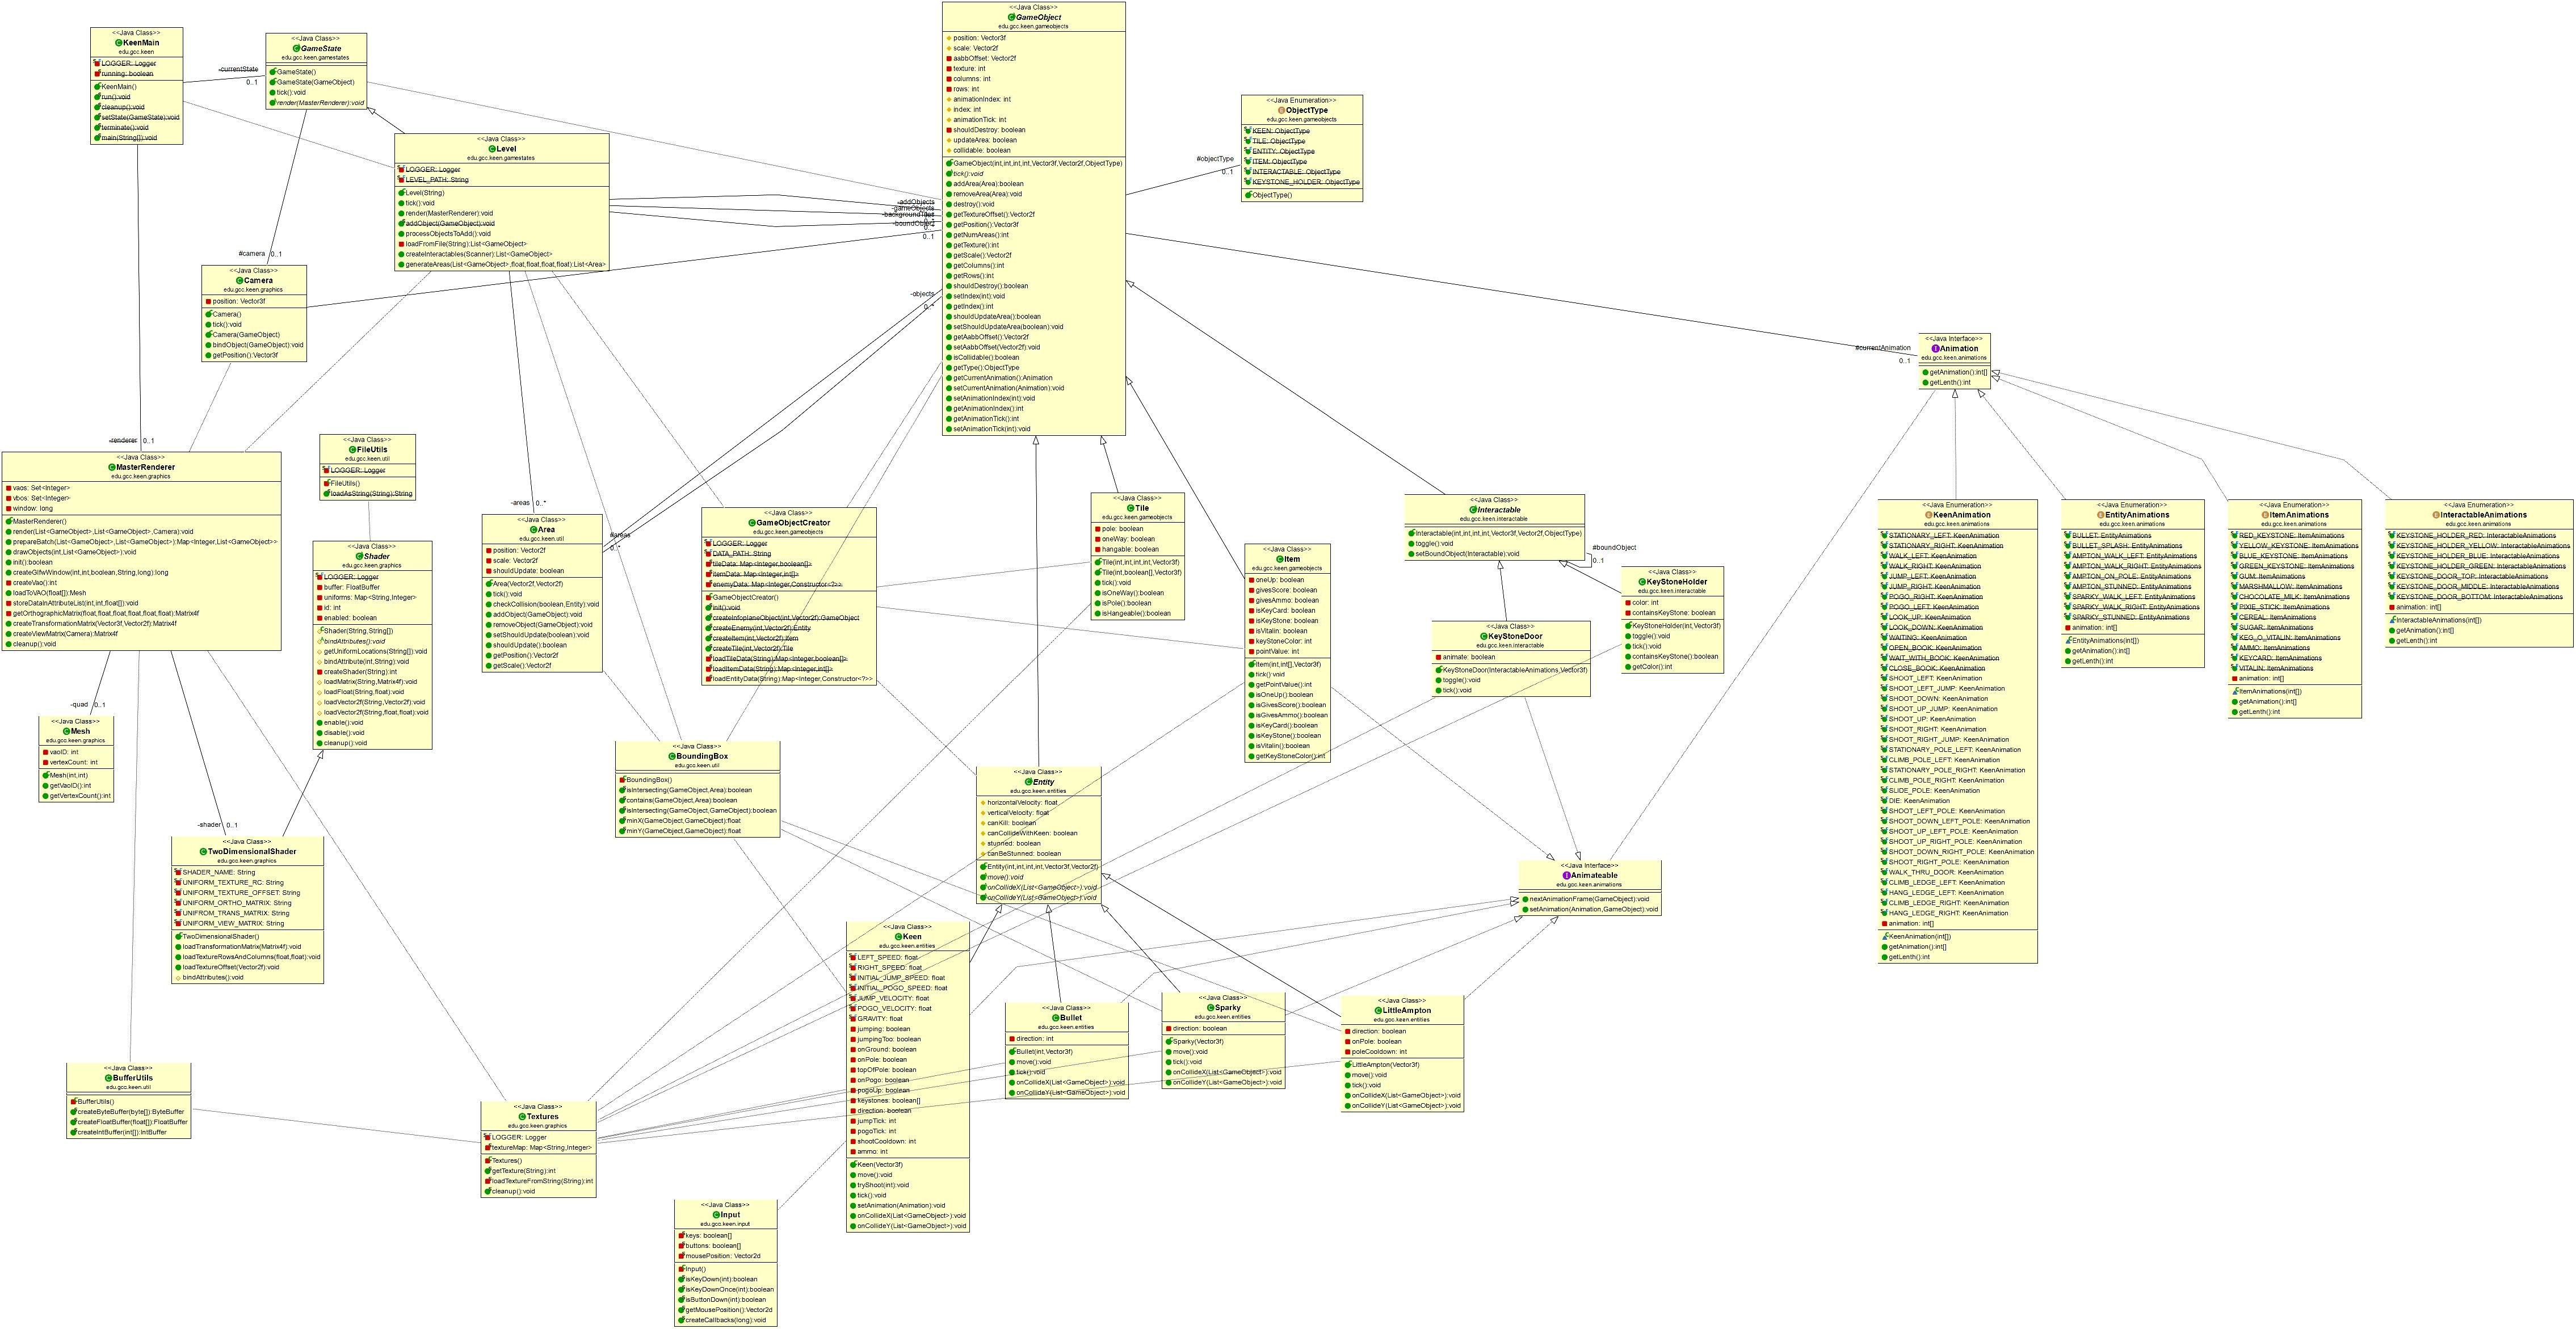 <<Java Class>>
KeenMain
edu.gcc.keen
LOGGER: Logger
running: boolean
KeenMain()
run():void
cleanup():void
setState(GameState):void
terminate():void
main(String[]):void
-currentState
0..1
<<Java Class>>
GameState
edu.gcc.keen.gamestates
GameState()
GameState(GameObject)
tick():void
render(MasterRenderer):void
<<Java Class>>
Level
edu.gcc.keen.gamestates
LOGGER: Logger
LEVEL_PATH: String
Level(String)
tick():void
render(MasterRenderer):void
addObject(GameObject):void
processObjectsToAdd():void
loadFromFile(String):List<GameObject>
createInteractables(Scanner):List<GameObject>
generateAreas(List<GameObject>,float,float,float,float):List<Area>
#camera
0..1
<<Java Class>>
Camera
edu.gcc.keen.graphics
position: Vector3f
Camera()
tick():void
Camera(GameObject)
bindObject(GameObject):void
getPosition():Vector3f
<<Java Class>>
GameObject
edu.gcc.keen.gameobjects
position: Vector3f
scale: Vector2f
aabbOffset: Vector2f
texture: int
columns: int
rows: int
animationIndex: int
index: int
animationTick: int
shouldDestroy: boolean
updateArea: boolean
collidable: boolean
GameObject(int,int,int,int,Vector3f,Vector2f,ObjectType)
tick():void
addArea(Area):boolean
removeArea(Area):void
destroy():void
getTextureOffset():Vector2f
getPosition():Vector3f
getNumAreas():int
getTexture():int
getScale():Vector2f
getColumns():int
getRows():int
shouldDestroy():boolean
setIndex(int):void
getIndex():int
shouldUpdateArea():boolean
setShouldUpdateArea(boolean):void
getAabbOffset():Vector2f
setAabbOffset(Vector2f):void
isCollidable():boolean
getType():ObjectType
getCurrentAnimation():Animation
setCurrentAnimation(Animation):void
setAnimationIndex(int):void
getAnimationIndex():int
getAnimationTick():int
setAnimationTick(int):void
-addObjects
-gameObjects
-boundObject
0..1
-objects
0..*
#objectType
0..1
<<Java Enumeration>>
ObjectType
edu.gcc.keen.gameobjects
KEEN: ObjectType
TILE: ObjectType
ENTITY: ObjectType
ITEM: ObjectType
INTERACTABLE: ObjectType
KEYSTONE_HOLDER: ObjectType
ObjectType()
#currentAnimation
0..1
<<Java Interface>>
Animation
edu.gcc.keen.animations
getAnimation():int[]
getLenth():int
-renderer
0..1
<<Java Class>>
MasterRenderer
edu.gcc.keen.graphics
vaos: Set<Integer>
vbos: Set<Integer>
window: long
MasterRenderer()
render(List<GameObject>,List<GameObject>,Camera):void
prepareBatch(List<GameObject>,List<GameObject>):Map<Integer,List<GameObject>>
drawObjects(int,List<GameObject>):void
init():boolean
createGlfwWindow(int,int,boolean,String,long):long
createVao():int
loadToVAO(float[]):Mesh
storeDataInAttributeList(int,int,float[]):void
getOrthographicMatrix(float,float,float,float,float,float):Matrix4f
createTransformationMatrix(Vector3f,Vector2f):Matrix4f
createViewMatrix(Camera):Matrix4f
cleanup():void
<<Java Class>>
FileUtils
edu.gcc.keen.util
LOGGER: Logger
FileUtils()
loadAsString(String):String
<<Java Class>>
Shader
edu.gcc.keen.graphics
LOGGER: Logger
buffer: FloatBuffer
uniforms: Map<String,Integer>
id: int
enabled: boolean
Shader(String,String[])
bindAttributes():void
getUniformLocations(String[]):void
bindAttribute(int,String):void
createShader(String):int
loadMatrix(String,Matrix4f):void
loadFloat(String,float):void
loadVector2f(String,Vector2f):void
loadVector2f(String,float,float):void
enable():void
disable():void
cleanup():void
-quad
0..1
<<Java Class>>
Mesh
edu.gcc.keen.graphics
vaoID: int
vertexCount: int
Mesh(int,int)
getVaoID():int
getVertexCount():int
-shader
0..1
<<Java Class>>
TwoDimensionalShader
edu.gcc.keen.graphics
SHADER_NAME: String
UNIFORM_TEXTURE_RC: String
UNIFORM_TEXTURE_OFFSET: String
UNIFORM_ORTHO_MATRIX: String
UNIFROM_TRANS_MATRIX: String
UNIFORM_VIEW_MATRIX: String
TwoDimensionalShader()
loadTransformationMatrix(Matrix4f):void
loadTextureRowsAndColumns(float,float):void
loadTextureOffset(Vector2f):void
bindAttributes():void
<<Java Class>>
BufferUtils
edu.gcc.keen.util
BufferUtils()
createByteBuffer(byte[]):ByteBuffer
createFloatBuffer(float[]):FloatBuffer
createIntBuffer(int[]):IntBuffer
-areas
0..*
<<Java Class>>
Area
edu.gcc.keen.util
position: Vector2f
scale: Vector2f
shouldUpdate: boolean
Area(Vector2f,Vector2f)
tick():void
checkCollision(boolean,Entity):void
addObject(GameObject):void
removeObject(GameObject):void
setShouldUpdate(boolean):void
shouldUpdate():boolean
getPosition():Vector2f
getScale():Vector2f
#areas
0..*
<<Java Class>>
GameObjectCreator
edu.gcc.keen.gameobjects
LOGGER: Logger
DATA_PATH: String
tileData: Map<Integer,boolean[]>
itemData: Map<Integer,int[]>
enemyData: Map<Integer,Constructor<?>>
GameObjectCreator()
init():void
createInfoplaneObject(int,Vector2f):GameObject
createEnemy(int,Vector2f):Entity
createItem(int,Vector2f):Item
createTile(int,Vector2f):Tile
loadTileData(String):Map<Integer,boolean[]>
loadItemData(String):Map<Integer,int[]>
loadEntityData(String):Map<Integer,Constructor<?>>
<<Java Class>>
BoundingBox
edu.gcc.keen.util
BoundingBox()
isIntersecting(GameObject,Area):boolean
contains(GameObject,Area):boolean
isIntersecting(GameObject,GameObject):boolean
minX(GameObject,GameObject):float
minY(GameObject,GameObject):float
<<Java Class>>
Textures
edu.gcc.keen.graphics
LOGGER: Logger
textureMap: Map<String,Integer>
Textures()
getTexture(String):int
loadTextureFromString(String):int
cleanup():void
<<Java Class>>
Input
edu.gcc.keen.input
keys: boolean[]
buttons: boolean[]
mousePosition: Vector2d
Input()
isKeyDown(int):boolean
isKeyDownOnce(int):boolean
isButtonDown(int):boolean
getMousePosition():Vector2d
createCallbacks(long):void
<<Java Class>>
Keen
edu.gcc.keen.entities
LEFT_SPEED: float
RIGHT_SPEED: float
INITIAL_JUMP_SPEED: float
INITIAL_POGO_SPEED: float
JUMP_VELOCITY: float
POGO_VELOCITY: float
GRAVITY: float
jumping: boolean
jumpingToo: boolean
onGround: boolean
onPole: boolean
topOfPole: boolean
onPogo: boolean
pogoUp: boolean
keystones: boolean[]
direction: boolean
jumpTick: int
pogoTick: int
shootCooldown: int
ammo: int
Keen(Vector3f)
move():void
tryShoot(int):void
tick():void
setAnimation(Animation):void
onCollideX(List<GameObject>):void
onCollideY(List<GameObject>):void
<<Java Class>>
Entity
edu.gcc.keen.entities
horizontalVelocity: float
verticalVelocity: float
canKill: boolean
canCollideWithKeen: boolean
stunned: boolean
canBeStunned: boolean
Entity(int,int,int,int,Vector3f,Vector2f)
move():void
onCollideX(List<GameObject>):void
onCollideY(List<GameObject>):void
<<Java Class>>
Bullet
edu.gcc.keen.entities
direction: int
Bullet(int,Vector3f)
move():void
tick():void
onCollideX(List<GameObject>):void
onCollideY(List<GameObject>):void
<<Java Class>>
Sparky
edu.gcc.keen.entities
direction: boolean
Sparky(Vector3f)
move():void
tick():void
onCollideX(List<GameObject>):void
onCollideY(List<GameObject>):void
<<Java Class>>
LittleAmpton
edu.gcc.keen.entities
direction: boolean
onPole: boolean
poleCooldown: int
LittleAmpton(Vector3f)
move():void
tick():void
onCollideX(List<GameObject>):void
onCollideY(List<GameObject>):void
<<Java Class>>
Tile
edu.gcc.keen.gameobjects
pole: boolean
oneWay: boolean
hangable: boolean
Tile(int,int,int,int,Vector3f)
Tile(int,boolean[],Vector3f)
tick():void
isOneWay():boolean
isPole():boolean
isHangeable():boolean
<<Java Class>>
Item
edu.gcc.keen.gameobjects
oneUp: boolean
givesScore: boolean
givesAmmo: boolean
isKeyCard: boolean
isKeyStone: boolean
isVitalin: boolean
keyStoneColor: int
pointValue: int
Item(int,int[],Vector3f)
tick():void
getPointValue():int
isOneUp():boolean
isGivesScore():boolean
isGivesAmmo():boolean
isKeyCard():boolean
isKeyStone():boolean
isVitalin():boolean
getKeyStoneColor():int
<<Java Class>>
Interactable
edu.gcc.keen.interactable
Interactable(int,int,int,int,Vector3f,Vector2f,ObjectType)
toggle():void
setBoundObject(Interactable):void
#boundObject
0..1
<<Java Class>>
KeyStoneHolder
edu.gcc.keen.interactable
color: int
containsKeyStone: boolean
KeyStoneHolder(int,Vector3f)
toggle():void
tick():void
containsKeyStone():boolean
getColor():int
<<Java Class>>
KeyStoneDoor
edu.gcc.keen.interactable
animate: boolean
KeyStoneDoor(InteractableAnimations,Vector3f)
toggle():void
tick():void
<<Java Interface>>
Animateable
edu.gcc.keen.animations
nextAnimationFrame(GameObject):void
setAnimation(Animation,GameObject):void
<<Java Enumeration>>
KeenAnimation
edu.gcc.keen.animations
STATIONARY_LEFT: KeenAnimation
STATIONARY_RIGHT: KeenAnimation
WALK_LEFT: KeenAnimation
WALK_RIGHT: KeenAnimation
JUMP_LEFT: KeenAnimation
JUMP_RIGHT: KeenAnimation
POGO_RIGHT: KeenAnimation
POGO_LEFT: KeenAnimation
LOOK_UP: KeenAnimation
LOOK_DOWN: KeenAnimation
WAITING: KeenAnimation
OPEN_BOOK: KeenAnimation
WAIT_WITH_BOOK: KeenAnimation
CLOSE_BOOK: KeenAnimation
SHOOT_LEFT: KeenAnimation
SHOOT_LEFT_JUMP: KeenAnimation
SHOOT_DOWN: KeenAnimation
SHOOT_UP_JUMP: KeenAnimation
SHOOT_UP: KeenAnimation
SHOOT_RIGHT: KeenAnimation
SHOOT_RIGHT_JUMP: KeenAnimation
STATIONARY_POLE_LEFT: KeenAnimation
CLIMB_POLE_LEFT: KeenAnimation
STATIONARY_POLE_RIGHT: KeenAnimation
CLIMB_POLE_RIGHT: KeenAnimation
SLIDE_POLE: KeenAnimation
DIE: KeenAnimation
SHOOT_LEFT_POLE: KeenAnimation
SHOOT_DOWN_LEFT_POLE: KeenAnimation
SHOOT_UP_LEFT_POLE: KeenAnimation
SHOOT_UP_RIGHT_POLE: KeenAnimation
SHOOT_DOWN_RIGHT_POLE: KeenAnimation
SHOOT_RIGHT_POLE: KeenAnimation
WALK_THRU_DOOR: KeenAnimation
CLIMB_LEDGE_LEFT: KeenAnimation
HANG_LEDGE_LEFT: KeenAnimation
CLIMB_LEDGE_RIGHT: KeenAnimation
HANG_LEDGE_RIGHT: KeenAnimation
animation: int[]
KeenAnimation(int[])
getAnimation():int[]
getLenth():int
<<Java Enumeration>>
EntityAnimations
edu.gcc.keen.animations
BULLET: EntityAnimations
BULLET_SPLASH: EntityAnimations
AMPTON_WALK_LEFT: EntityAnimations
AMPTON_WALK_RIGHT: EntityAnimations
AMPTON_ON_POLE: EntityAnimations
AMPTON_STUNNED: EntityAnimations
SPARKY_WALK_LEFT: EntityAnimations
SPARKY_WALK_RIGHT: EntityAnimations
SPARKY_STUNNED: EntityAnimations
animation: int[]
EntityAnimations(int[])
getAnimation():int[]
getLenth():int
<<Java Enumeration>>
ItemAnimations
edu.gcc.keen.animations
RED_KEYSTONE: ItemAnimations
YELLOW_KEYSTONE: ItemAnimations
BLUE_KEYSTONE: ItemAnimations
GREEN_KEYSTONE: ItemAnimations
GUM: ItemAnimations
MARSHMALLOW: ItemAnimations
CHOCOLATE_MILK: ItemAnimations
PIXIE_STICK: ItemAnimations
CEREAL: ItemAnimations
SUGAR: ItemAnimations
KEG_O_VITALIN: ItemAnimations
AMMO: ItemAnimations
KEYCARD: ItemAnimations
VITALIN: ItemAnimations
animation: int[]
ItemAnimations(int[])
getAnimation():int[]
getLenth():int
<<Java Enumeration>>
InteractableAnimations
edu.gcc.keen.animations
KEYSTONE_HOLDER_RED: InteractableAnimations
KEYSTONE_HOLDER_YELLOW: InteractableAnimations
KEYSTONE_HOLDER_BLUE: InteractableAnimations
KEYSTONE_HOLDER_GREEN: InteractableAnimations
KEYSTONE_DOOR_TOP: InteractableAnimations
KEYSTONE_DOOR_MIDDLE: InteractableAnimations
KEYSTONE_DOOR_BOTTOM: InteractableAnimations
animation: int[]
InteractableAnimations(int[])
getAnimation():int[]
getLenth():int